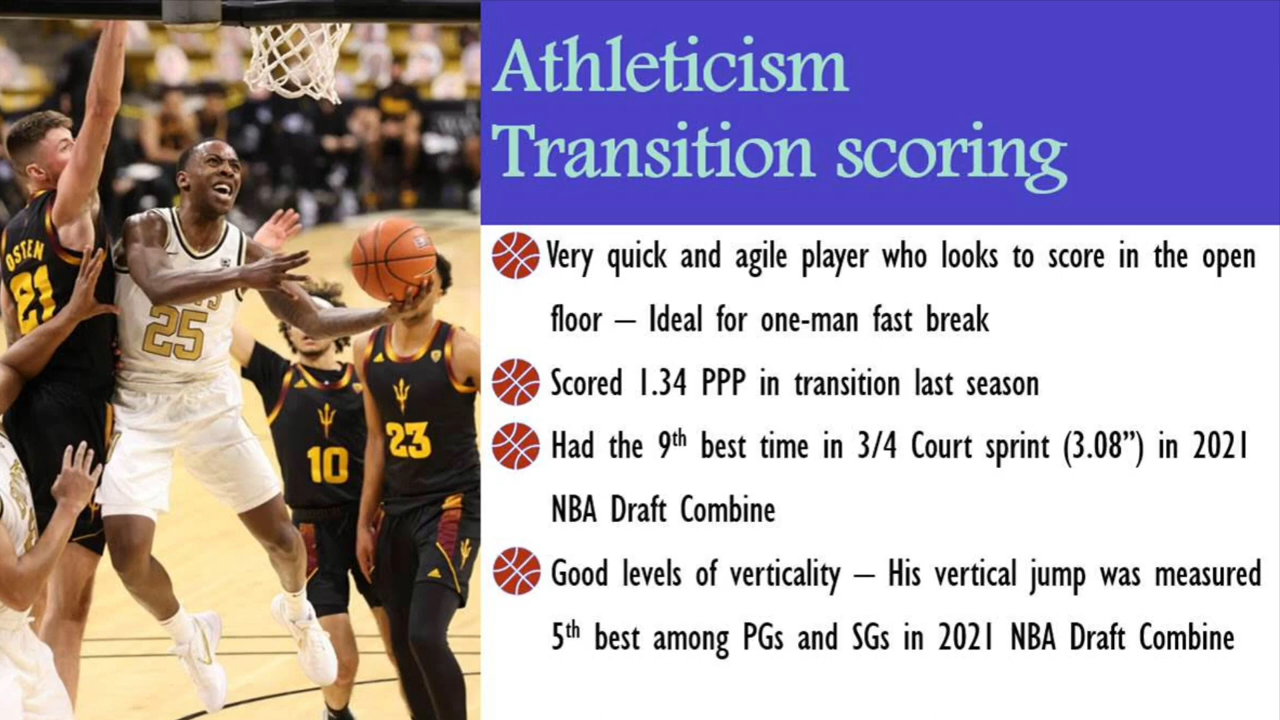 Athleticism
Transition scoring
Very quick and agile player who looks to score in the open
floor – Ideal for one-man fast break
Scored 1.34 PPP in transition last season
Had the 9th best time in 3/4 Court sprint (3.08”) in 2021
NBA Draft Combine
Good levels of verticality – His vertical jump was measured
5th best among PGs and SGs in 2021 NBA Draft Combine
OSTEN
21
25
10
23